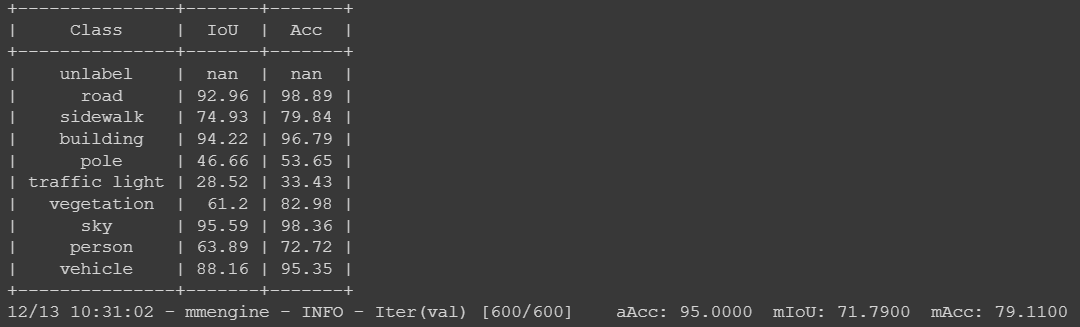 +---------------+-------+-------+
|     Class     |  IoU  |  Acc  |
+---------------+-------+-------+
|    unlabel    |  nan  |  nan  |
|      road     | 92.96 | 98.89 |
|    sidewalk   | 74.93 | 79.84 |
|    building   | 94.22 | 96.79 |
|      pole     | 46.66 | 53.65 |
| traffic light | 28.52 | 33.43 |
|   vegetation  |  61.2 | 82.98 |
|      sky      | 95.59 | 98.36 |
|     person    | 63.89 | 72.72 |
|    vehicle    | 88.16 | 95.35 |
+---------------+-------+-------+
12/13 10:31:02 - mmengine - INFO - Iter(val) [600/600]    aAcc: 95.0000  mIoU: 71.7900  mAcc: 79.1100